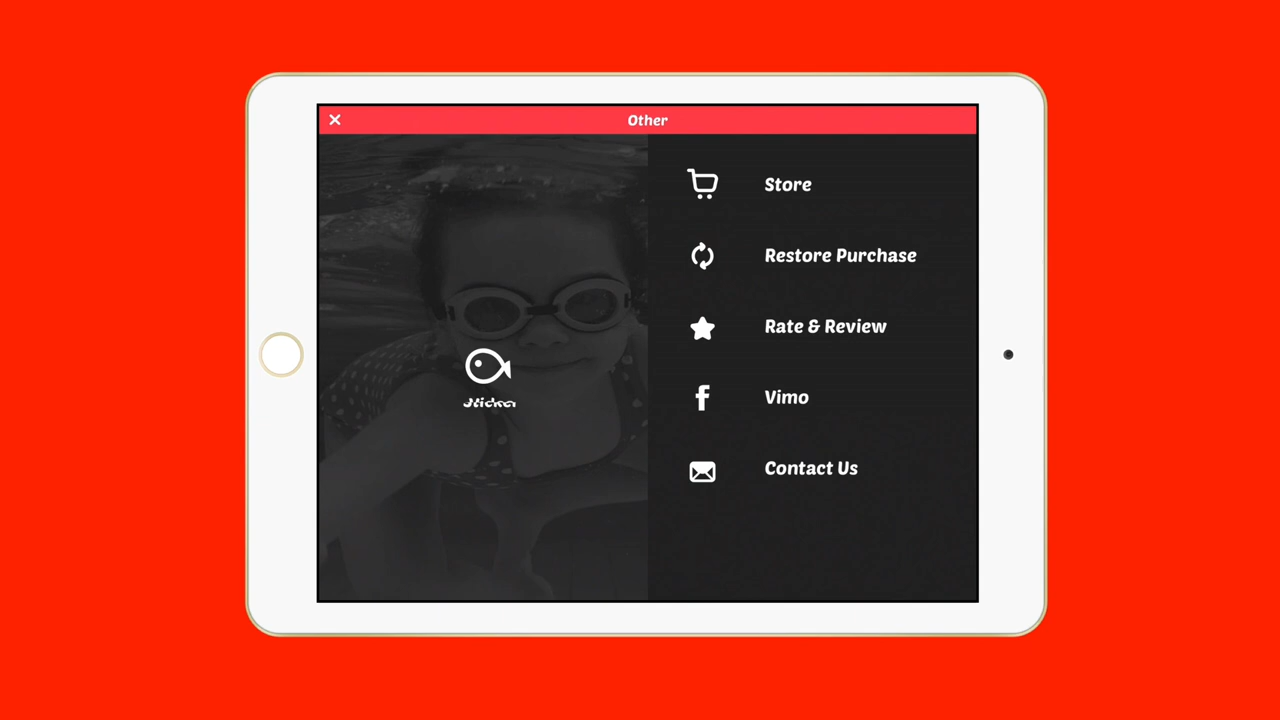 Other
Store
Restore Purchase
Rate & Review
Vimo
Contact Us